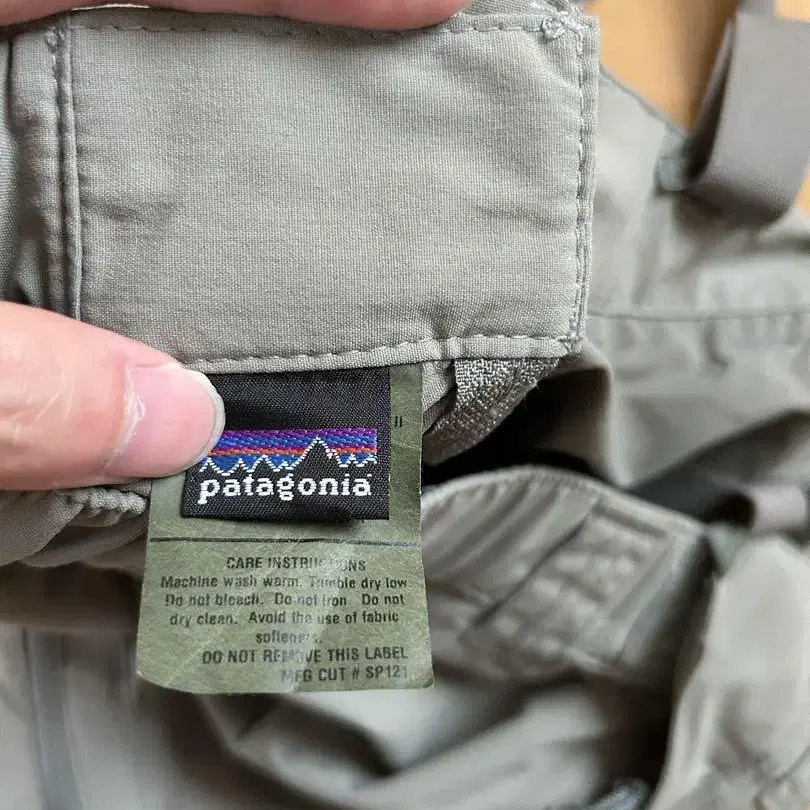 patagonia
CARE INSTRUCTIONS
Machine wash warm. Tumble dry low
Do not bleach. Do not iron. Do not
dry clean. Avoid the use of fabric
softeners.
DO NOT REMOVE THIS LABEL
MFG CUT # SP121